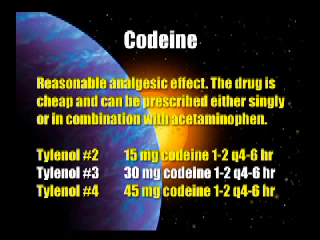 Codeine
Reasonable analgesic effect. The drug is
cheap and can be prescribed either singly
or in combination with acetaminophen.
Tylenol #2 15 mg codeine 1-2 q4-6 hr
Tylenol #3 30 mg codeine 1-2 q4-6 hr
Tylenol #4 45 mg codeine 1-2 q4-6 hr